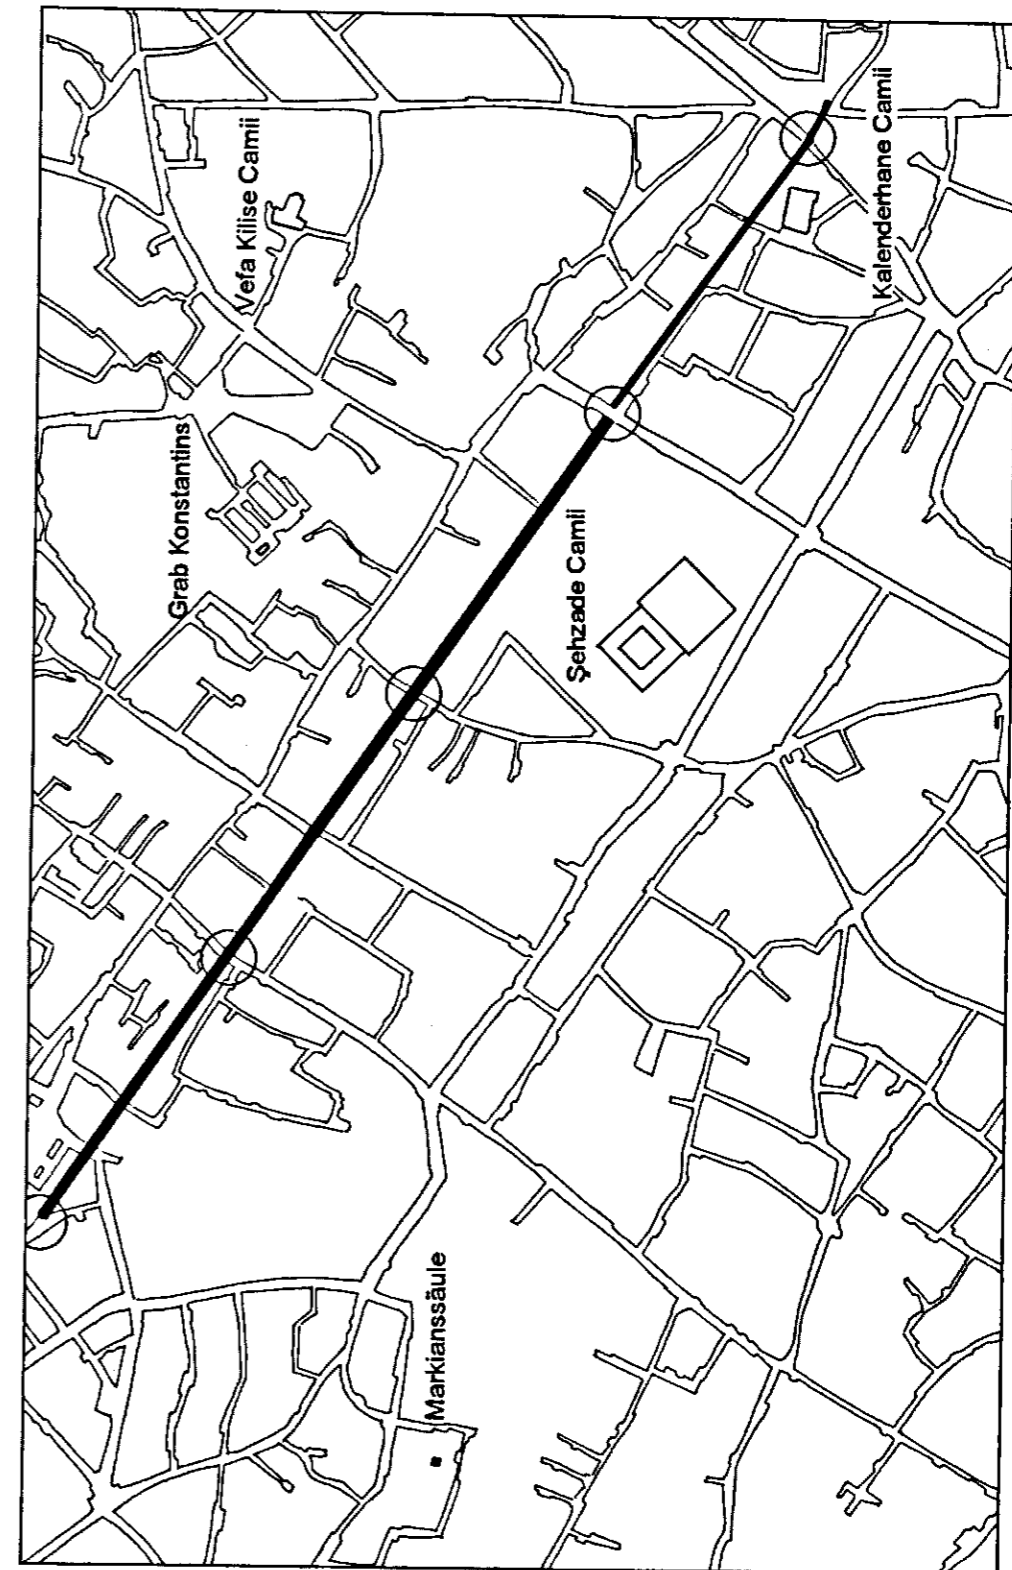 Vefa Kilise Camii
Kalenderhane Camii
Grab Konstantins
Şehzade Camii
Markianssäule